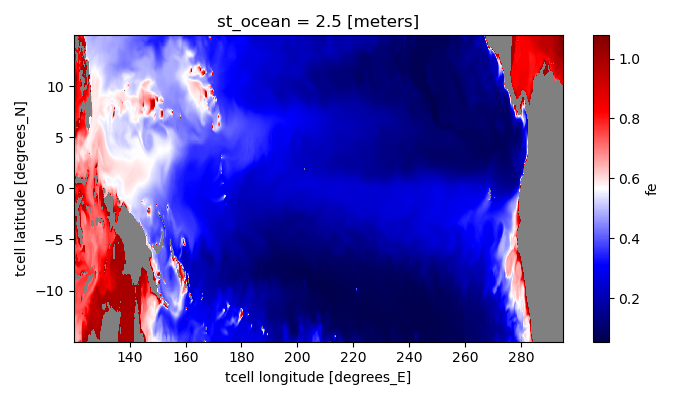 st_ocean = 2.5 [meters]
10
5
0
−5
−10
tcell latitude [degrees_N]
140 160 180 200 220 240 260 280
tcell longitude [degrees_E]
1.0
0.8
0.6
0.4
0.2
fe